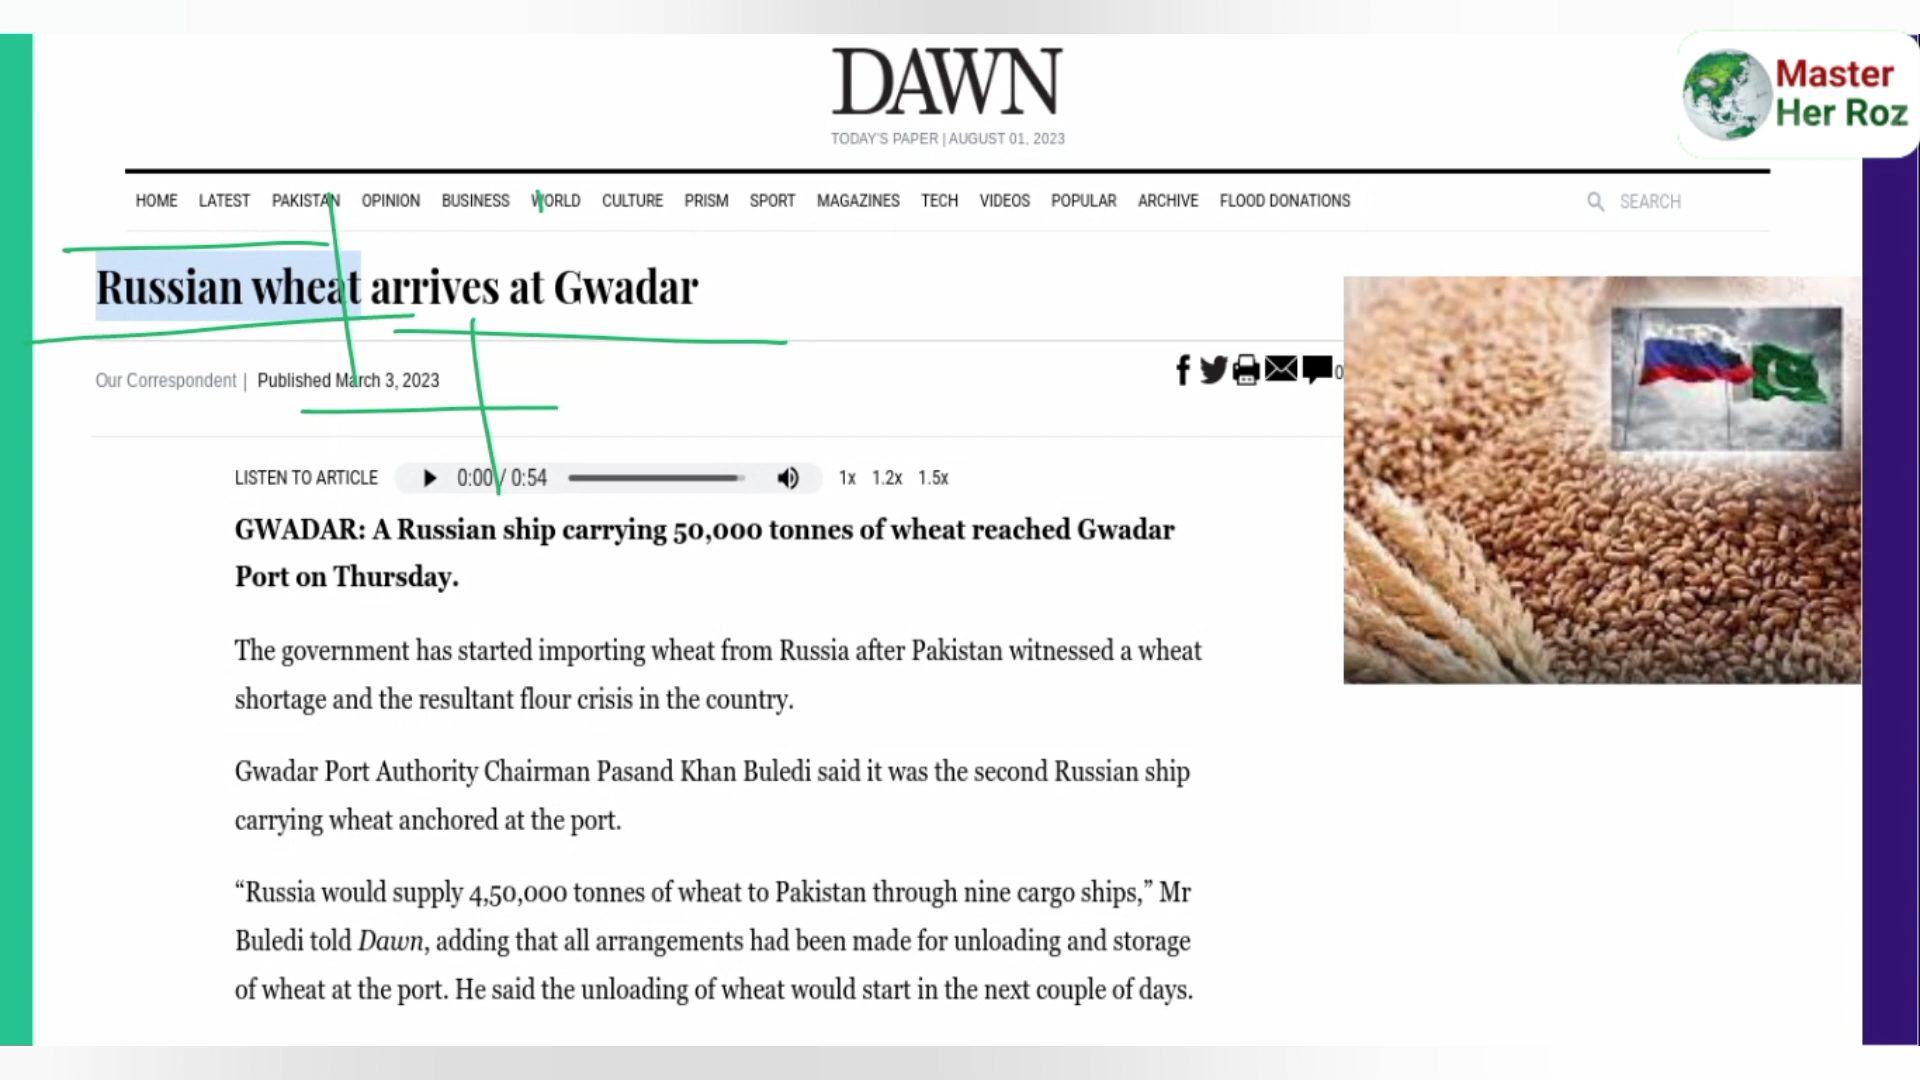 DAWN
TODAY'S PAPER | AUGUST 01, 2023
Master
Her Roz
HOME LATEST PAKISTAN OPINION BUSINESS WORLD CULTURE PRISM SPORT MAGAZINES TECH VIDEOS POPULAR ARCHIVE FLOOD DONATIONS SEARCH
Russian wheat arrives at Gwadar
Our Correspondent | Published March 3, 2023
0
LISTEN TO ARTICLE 0:00 / 0:54 1x 1.2x 1.5x
GWADAR: A Russian ship carrying 50,000 tonnes of wheat reached Gwadar
Port on Thursday.
The government has started importing wheat from Russia after Pakistan witnessed a wheat
shortage and the resultant flour crisis in the country.
Gwadar Port Authority Chairman Pasand Khan Buledi said it was the second Russian ship
carrying wheat anchored at the port.
“Russia would supply 4,50,000 tonnes of wheat to Pakistan through nine cargo ships,” Mr
Buledi told Dawn, adding that all arrangements had been made for unloading and storage
of wheat at the port. He said the unloading of wheat would start in the next couple of days.